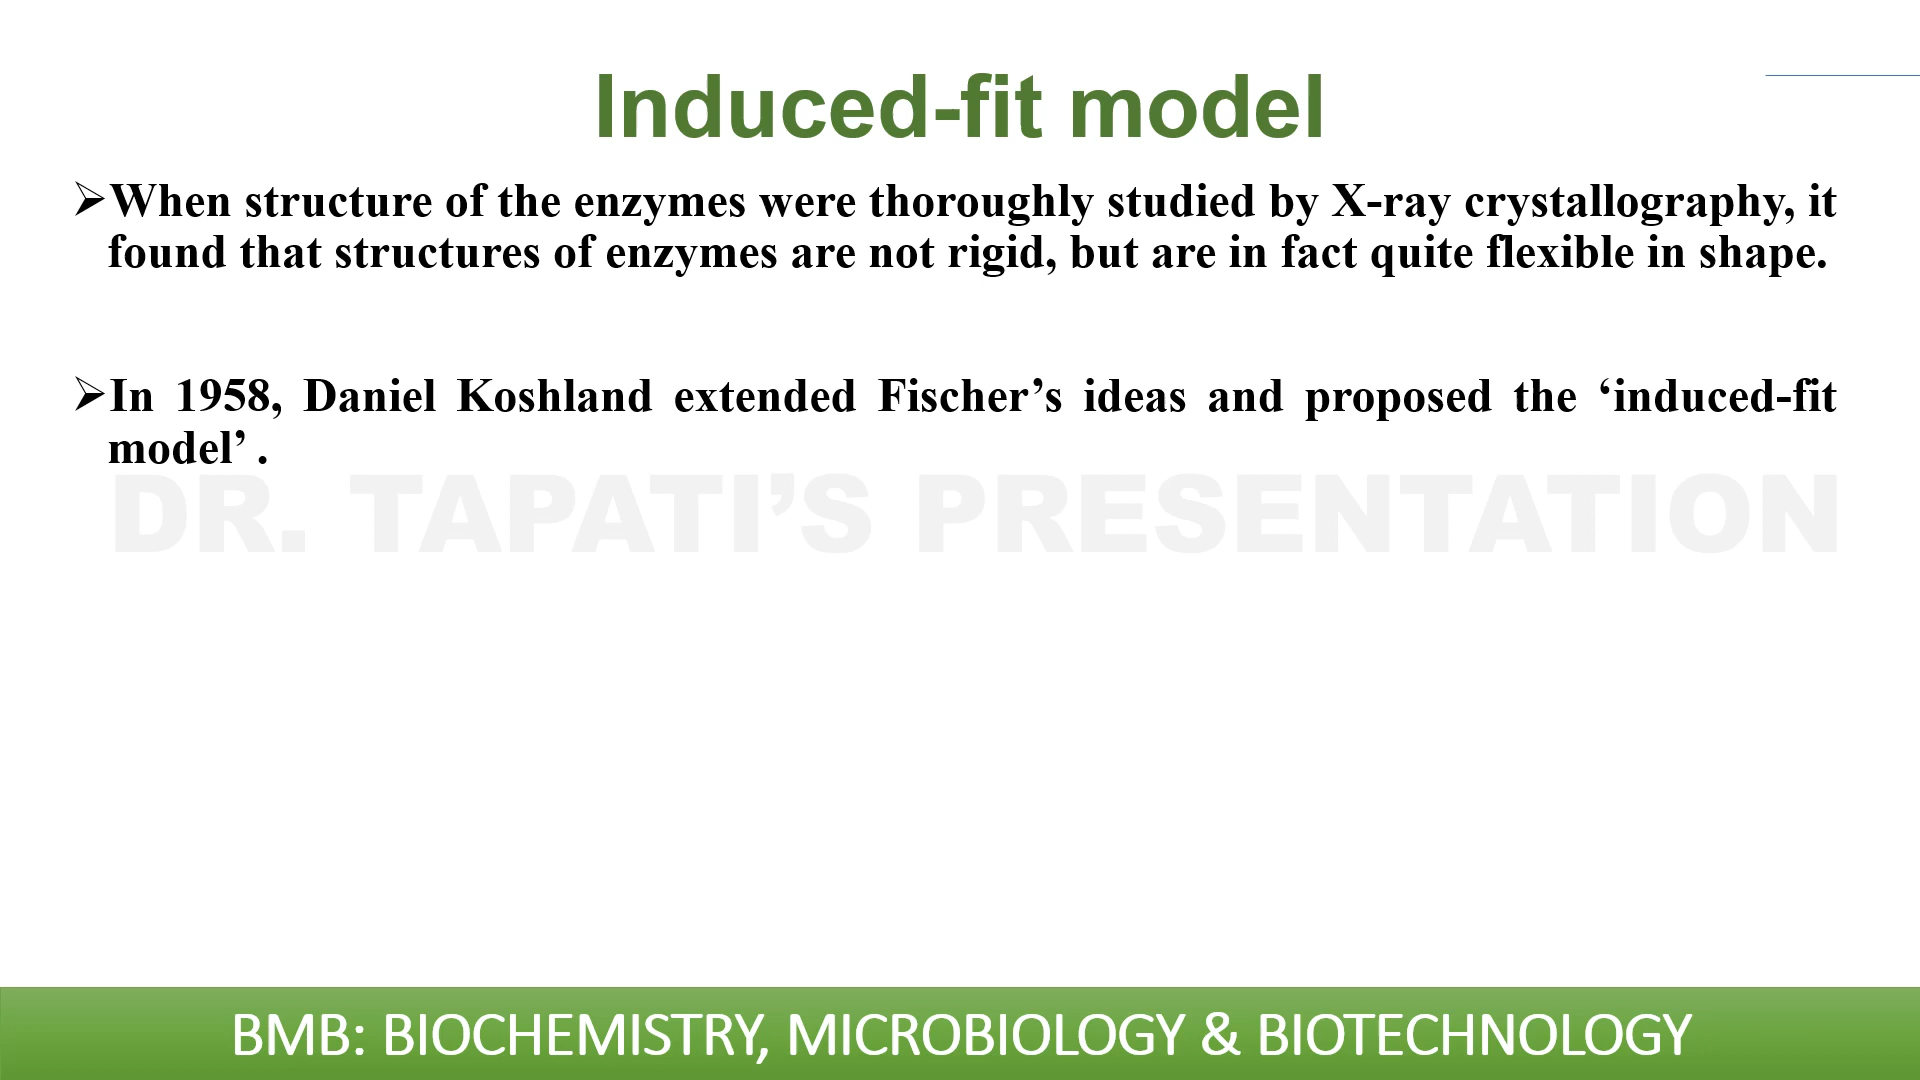 Induced-fit model
➢When structure of the enzymes were thoroughly studied by X-ray crystallography, it
found that structures of enzymes are not rigid, but are in fact quite flexible in shape.
➢In 1958, Daniel Koshland extended Fischer’s ideas and proposed the ‘induced-fit
model’ .
DR. TAPATI’S PRESENTATION
BMB: BIOCHEMISTRY, MICROBIOLOGY & BIOTECHNOLOGY